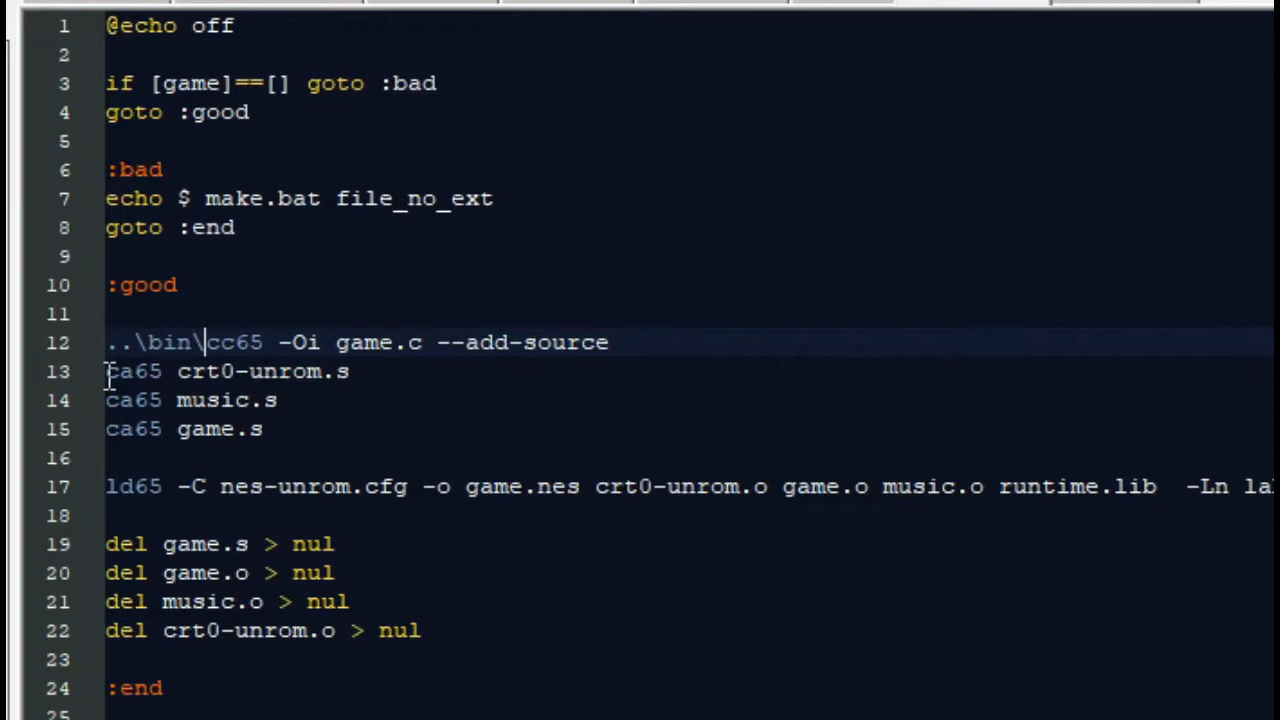 1 @echo off
2
3 if [game]==[] goto :bad
4 goto :good
5
6 :bad
7 echo $ make.bat file_no_ext
8 goto :end
9
10 :good
11
12 ..\bin\cc65 -Oi game.c --add-source
13 ca65 crt0-unrom.s
14 ca65 music.s
15 ca65 game.s
16
17 ld65 -C nes-unrom.cfg -o game.nes crt0-unrom.o game.o music.o runtime.lib  -Ln
18
19 del game.s > nul
20 del game.o > nul
21 del music.o > nul
22 del crt0-unrom.o > nul
23
24 :end
25